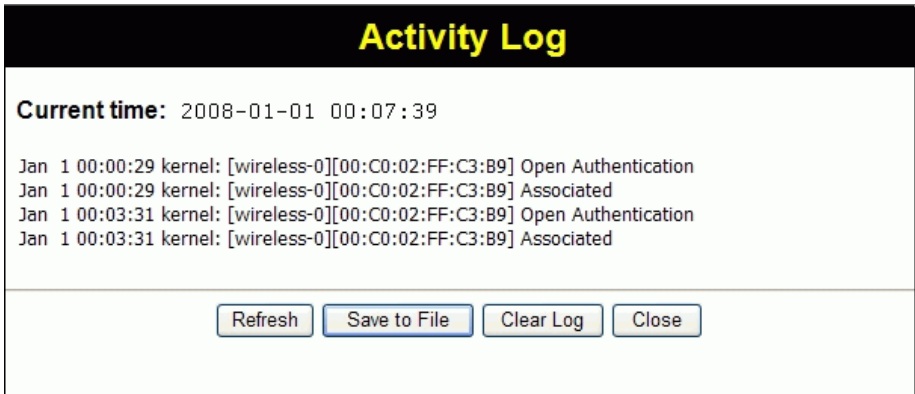 Activity Log
Current time: 2008-01-01 00:07:39
Jan 1 00:00:29 kernel: [wireless-0][00:C0:02:FF:C3:B9] Open Authentication
Jan 1 00:00:29 kernel: [wireless-0][00:C0:02:FF:C3:B9] Associated
Jan 1 00:03:31 kernel: [wireless-0][00:C0:02:FF:C3:B9] Open Authentication
Jan 1 00:03:31 kernel: [wireless-0][00:C0:02:FF:C3:B9] Associated
Refresh Save to File Clear Log Close